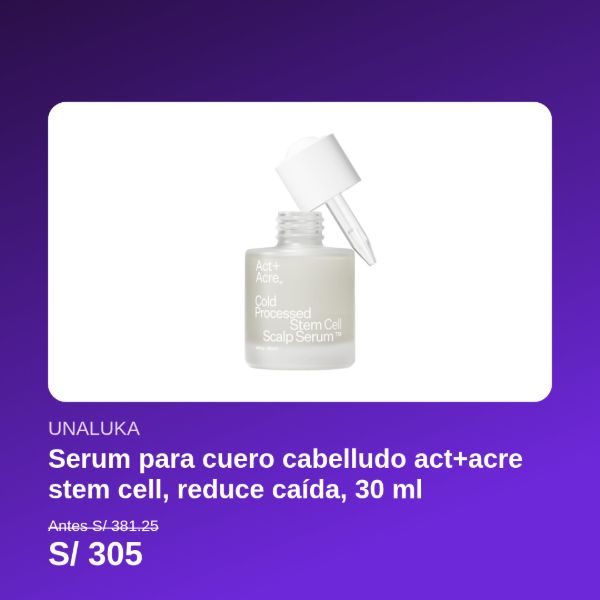 Act+
Acre
Cold
Processed
Stem Cell
Scalp Serum™
UNALUKA
Serum para cuero cabelludo act+acre
stem cell, reduce caída, 30 ml
Antes S/ 381.25
S/ 305